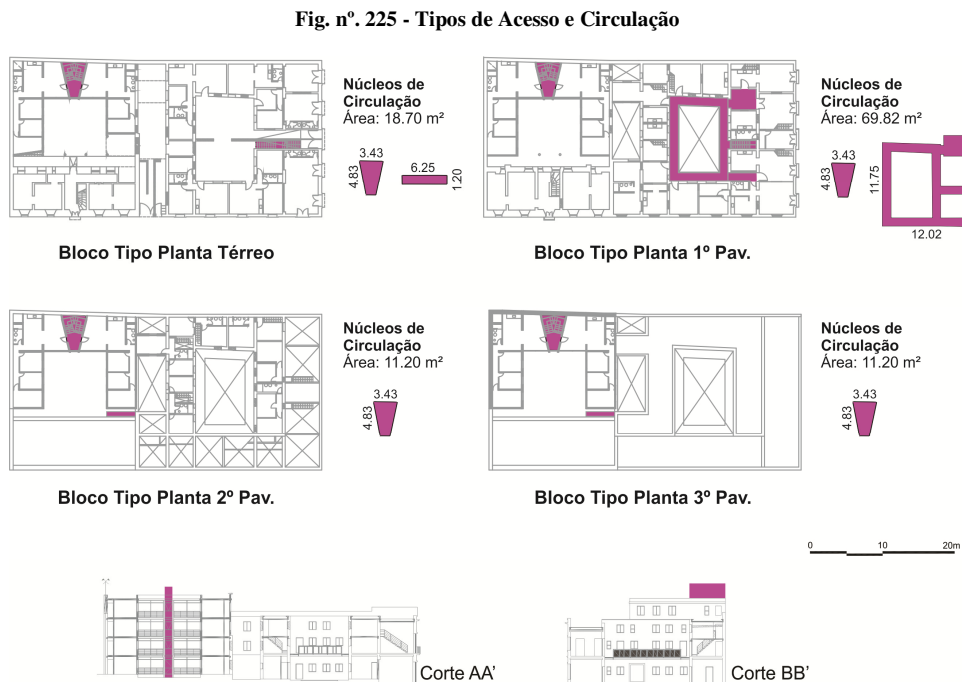 Fig. nº. 225 - Tipos de Acesso e Circulação
Núcleos de
Circulação
Área: 18.70 m²
3.43
4.83
6.25
1.20
Bloco Tipo Planta Térreo
Núcleos de
Circulação
Área: 69.82 m²
3.43
4.83
11.75
12.02
Bloco Tipo Planta 1º Pav.
Núcleos de
Circulação
Área: 11.20 m²
3.43
4.83
Bloco Tipo Planta 2º Pav.
Núcleos de
Circulação
Área: 11.20 m²
3.43
4.83
Bloco Tipo Planta 3º Pav.
0 10 20m
Corte AA'
Corte BB'